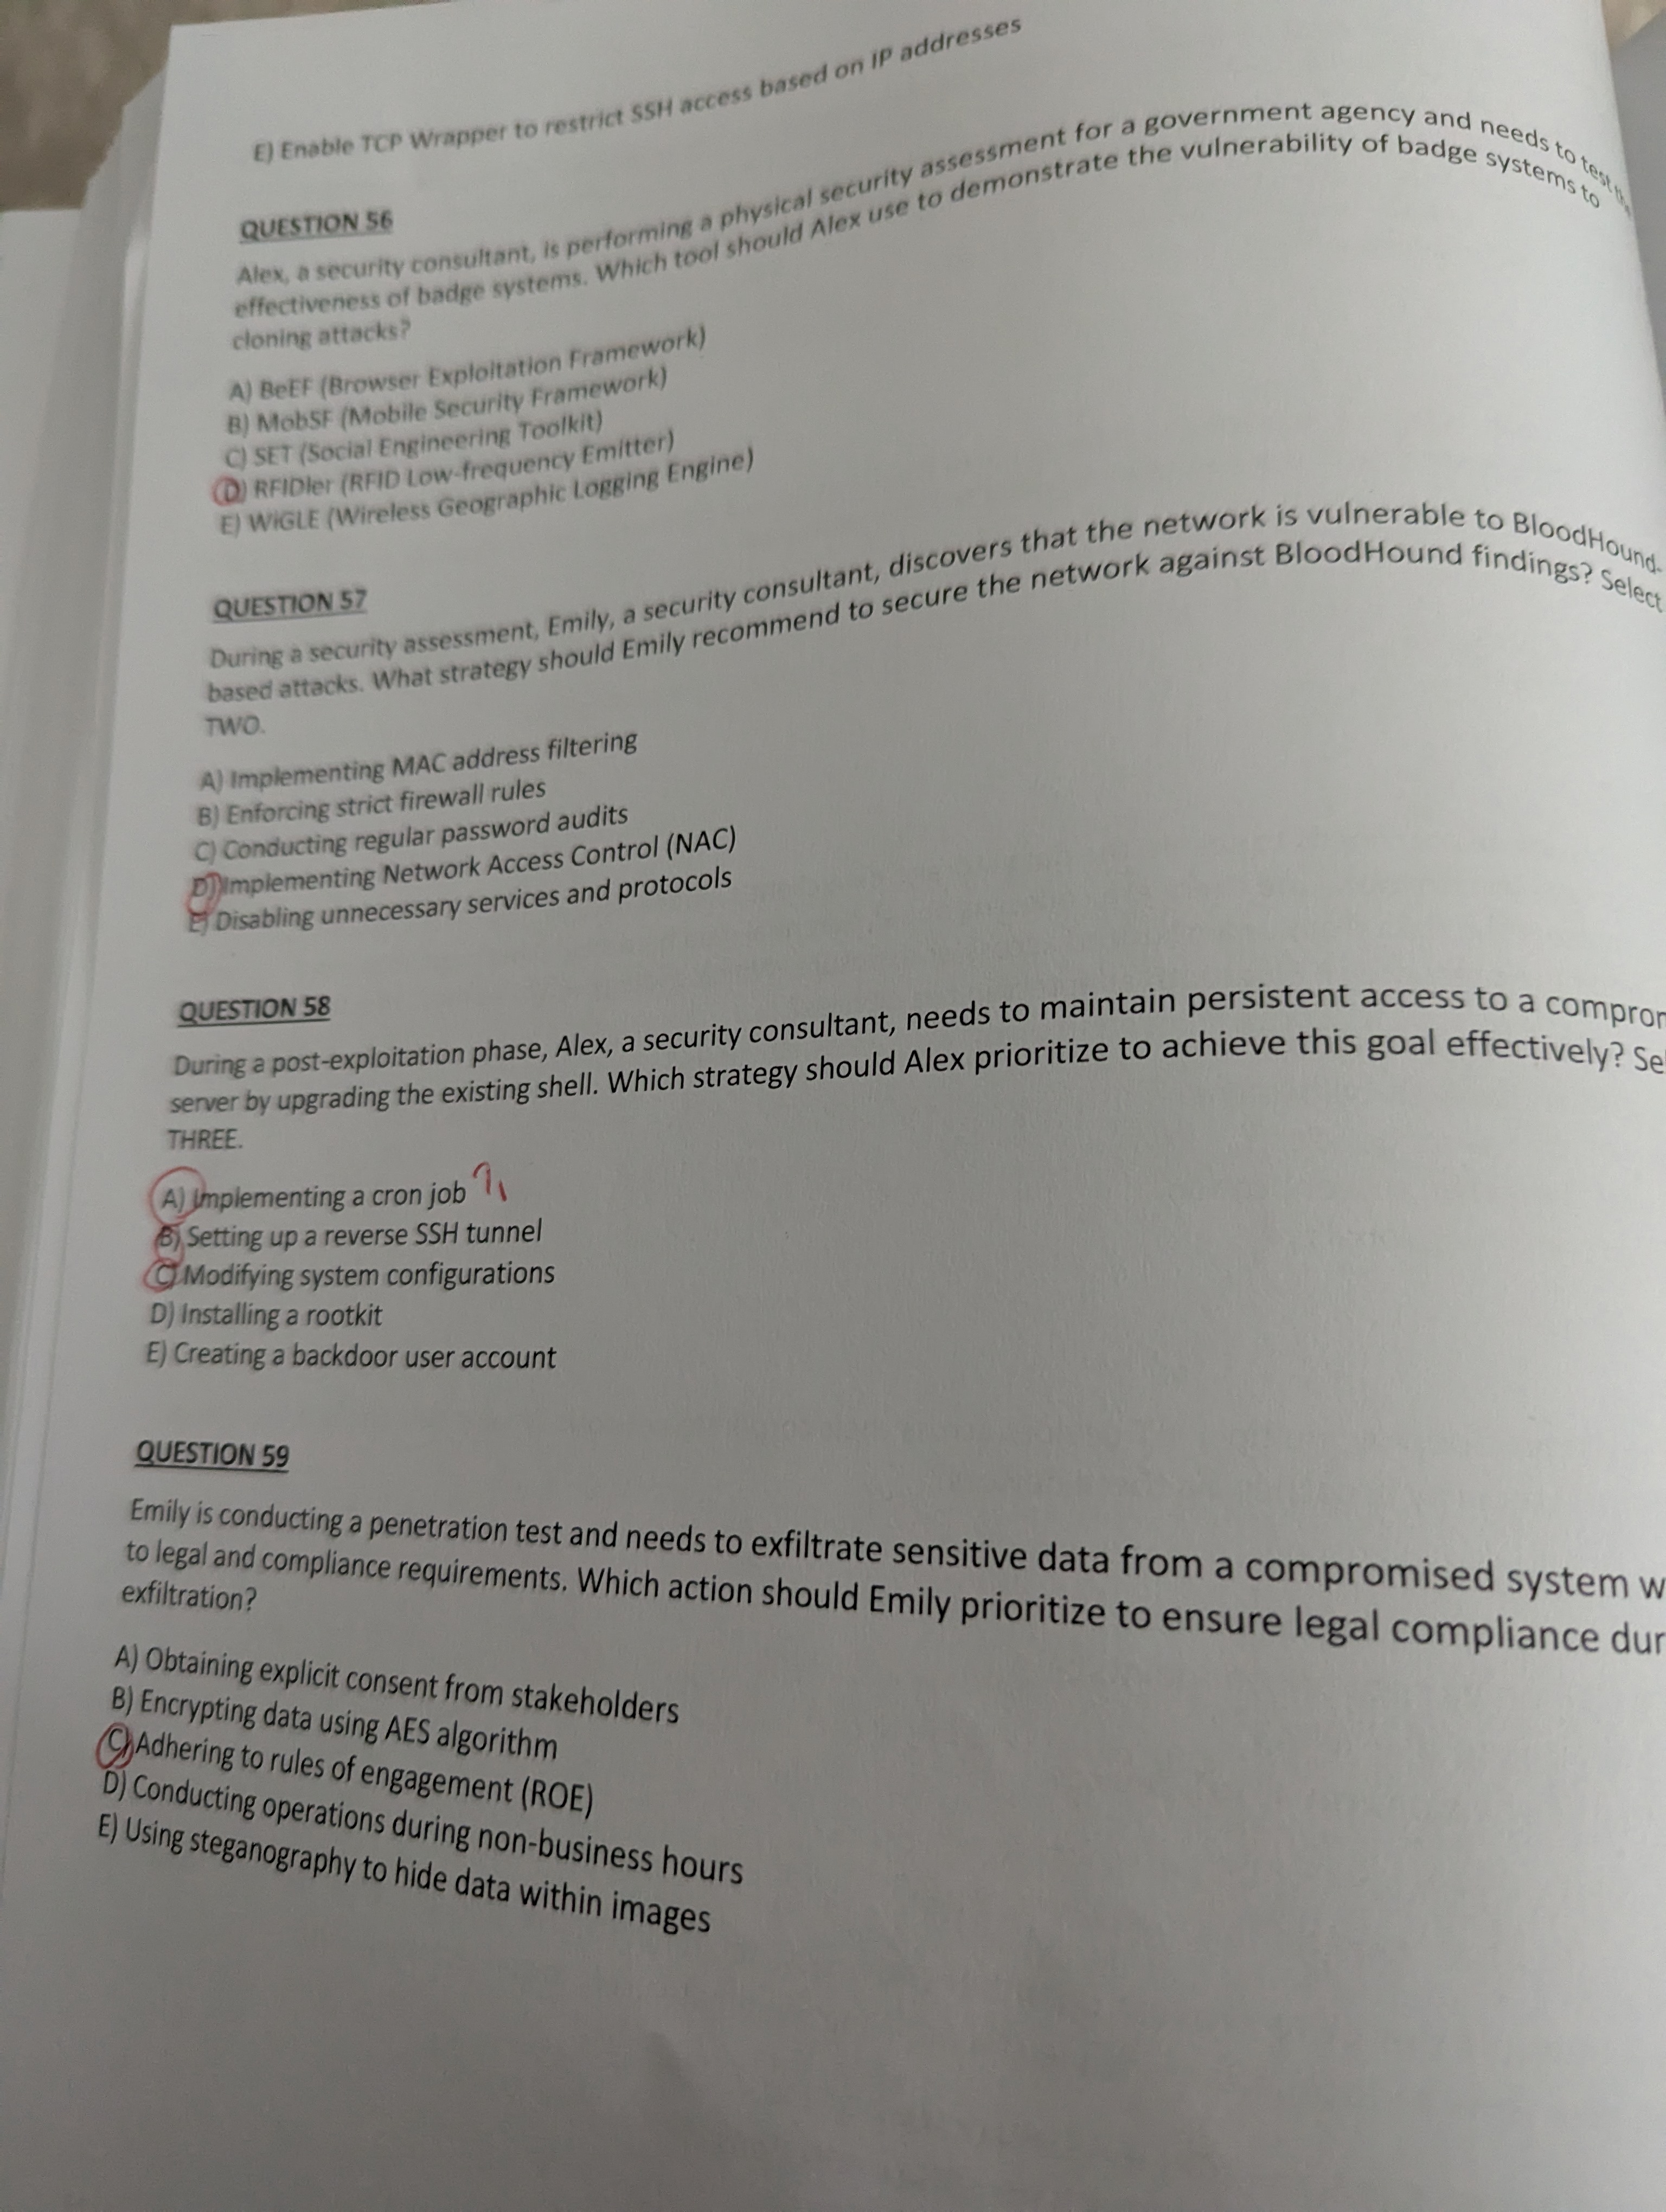 E) Enable TCP Wrapper to restrict SSH access based on IP addresses
QUESTION 56
Alex, a security consultant, is performing a physical security assessment for a government agency and needs to test the
effectiveness of badge systems. Which tool should Alex use to demonstrate the vulnerability of badge systems to
cloning attacks?
A) BeEF (Browser Exploitation Framework)
B) MobSF (Mobile Security Framework)
C) SET (Social Engineering Toolkit)
D) RFIDler (RFID Low-frequency Emitter)
E) WiGLE (Wireless Geographic Logging Engine)
QUESTION 57
During a security assessment, Emily, a security consultant, discovers that the network is vulnerable to BloodHound-
based attacks. What strategy should Emily recommend to secure the network against BloodHound findings? Select
TWO.
A) Implementing MAC address filtering
B) Enforcing strict firewall rules
C) Conducting regular password audits
D) Implementing Network Access Control (NAC)
E) Disabling unnecessary services and protocols
QUESTION 58
During a post-exploitation phase, Alex, a security consultant, needs to maintain persistent access to a compror
server by upgrading the existing shell. Which strategy should Alex prioritize to achieve this goal effectively? Se
THREE.
A) Implementing a cron job
B) Setting up a reverse SSH tunnel
C) Modifying system configurations
D) Installing a rootkit
E) Creating a backdoor user account
QUESTION 59
Emily is conducting a penetration test and needs to exfiltrate sensitive data from a compromised system w
to legal and compliance requirements. Which action should Emily prioritize to ensure legal compliance dur
exfiltration?
A) Obtaining explicit consent from stakeholders
B) Encrypting data using AES algorithm
C) Adhering to rules of engagement (ROE)
D) Conducting operations during non-business hours
E) Using steganography to hide data within images